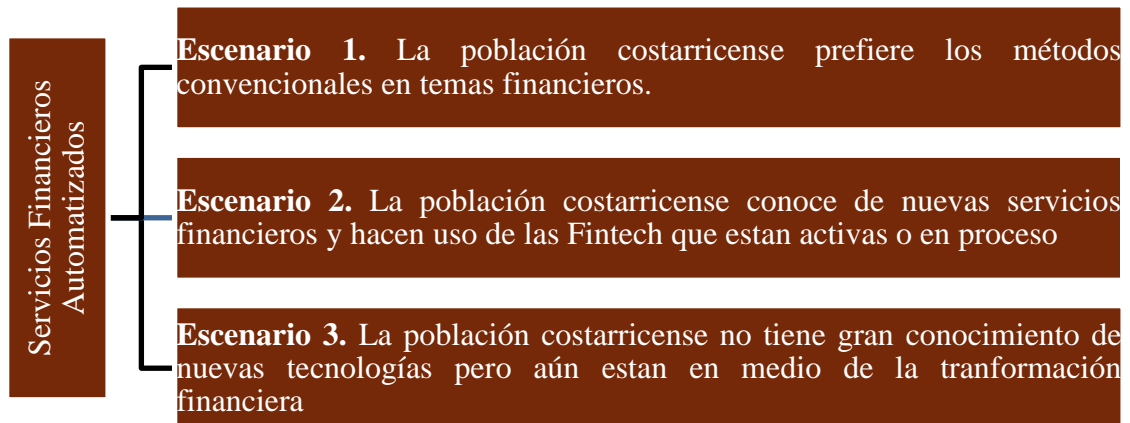 Servicios Financieros
Automatizados
Escenario 1. La población costarricense prefiere los métodos
convencionales en temas financieros.
Escenario 2. La población costarricense conoce de nuevas servicios
financieros y hacen uso de las Fintech que estan activas o en proceso
Escenario 3. La población costarricense no tiene gran conocimiento de
nuevas tecnologías pero aún estan en medio de la tranformación
financiera